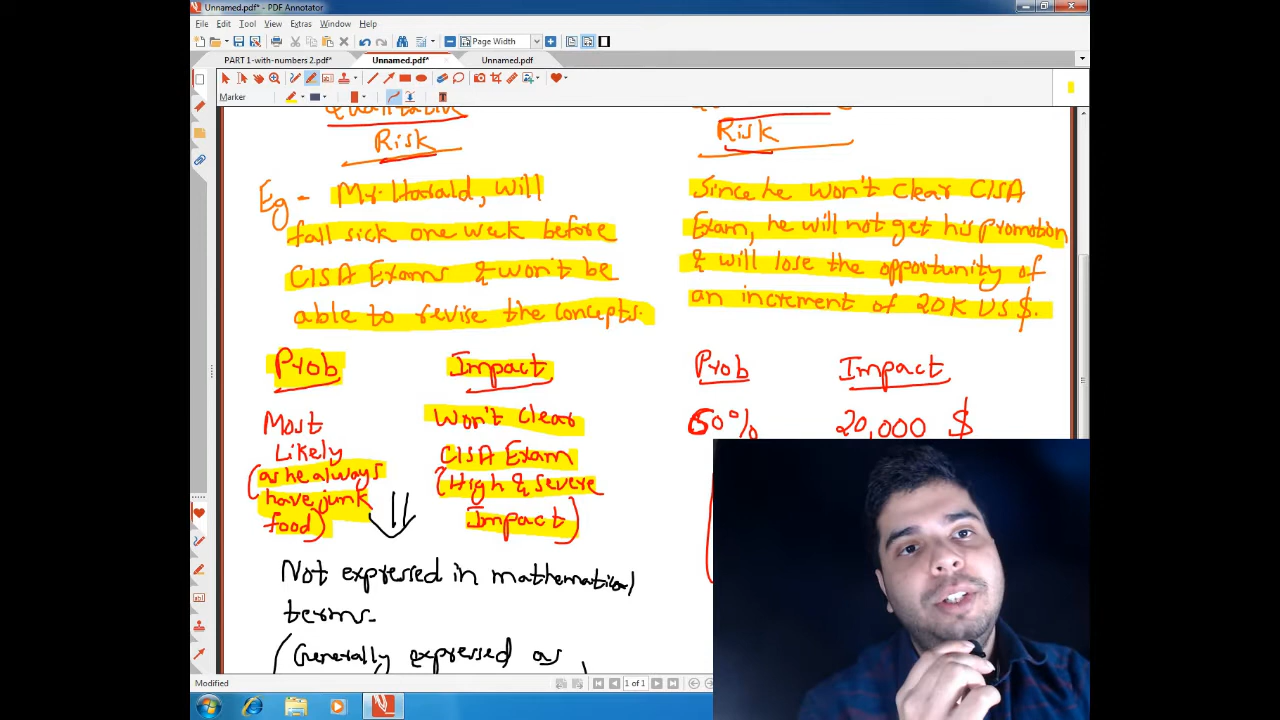 Unnamed.pdf* - PDF Annotator
File Edit Tool View Extras Window Help
Page Width
PART 1-with-numbers 2.pdf* Unnamed.pdf* Unnamed.pdf
Marker
Qualitative
Risk
Eg - Mr. Harald, will
fall sick one week before
CISA Exams & won't be
able to revise the concepts.
Prob Impact
Most
Likely
(as he always
have junk
food)
Won't clear
CISA Exam
(High & severe
Impact)
Not expressed in mathematical
terms.
(Generally expressed as
Risk
Since he won't clear CISA
Exam, he will not get his promotion
& will lose the opportunity of
an increment of 20K US $.
Prob Impact
60% 20,000 $
Modified
1 of 1